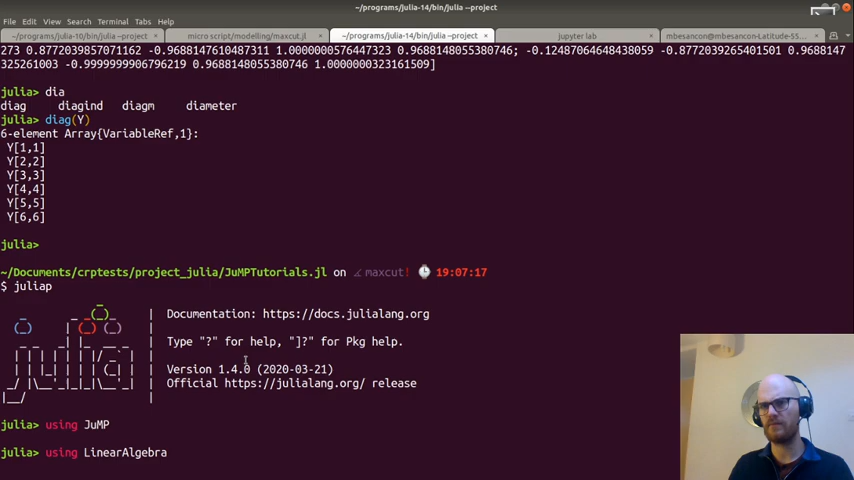 ~/programs/julia-14/bin/julia --project
File Edit View Search Terminal Tabs Help
~/programs/julia-10/bin/julia --project × micro script/modelling/maxcut.jl × ~/programs/julia-14/bin/julia --project × jupyter lab × mbesancon@mbesancon-Latitude-55... ×
273 0.8772039857071162 -0.9688147610487311 1.0000000576447323 0.9688148055380746; -0.12487064648438059 -0.8772039265401501 0.9688147
325261003 -0.9999999906796219 0.9688148055380746 1.0000000323161509]
julia> dia
diag diagind diagm diameter
julia> diag(Y)
6-element Array{VariableRef,1}:
Y[1,1]
Y[2,2]
Y[3,3]
Y[4,4]
Y[5,5]
Y[6,6]
julia>
~/Documents/crptests/project_julia/JuMPTutorials.jl on maxcut! 19:07:17
$ juliap
Documentation: https://docs.julialang.org
Type "?" for help, "]?" for Pkg help.
Version 1.4.0 (2020-03-21)
Official https://julialang.org/ release
julia> using JuMP
julia> using LinearAlgebra